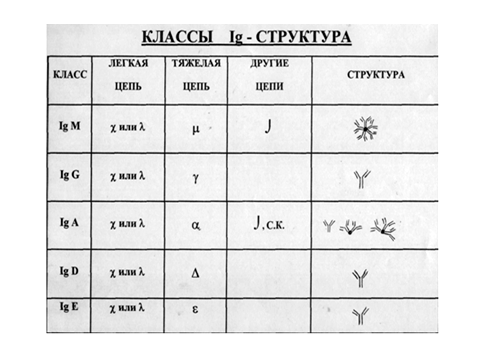 КЛАССЫ Ig - СТРУКТУРА
КЛАСС ЛЕГКАЯ ЦЕПЬ ТЯЖЕЛАЯ ЦЕПЬ ДРУГИЕ ЦЕПИ СТРУКТУРА
Ig M χ или λ μ J
Ig G χ или λ γ
Ig A χ или λ α J, С.К.
Ig D χ или λ Δ
Ig E χ или λ ε